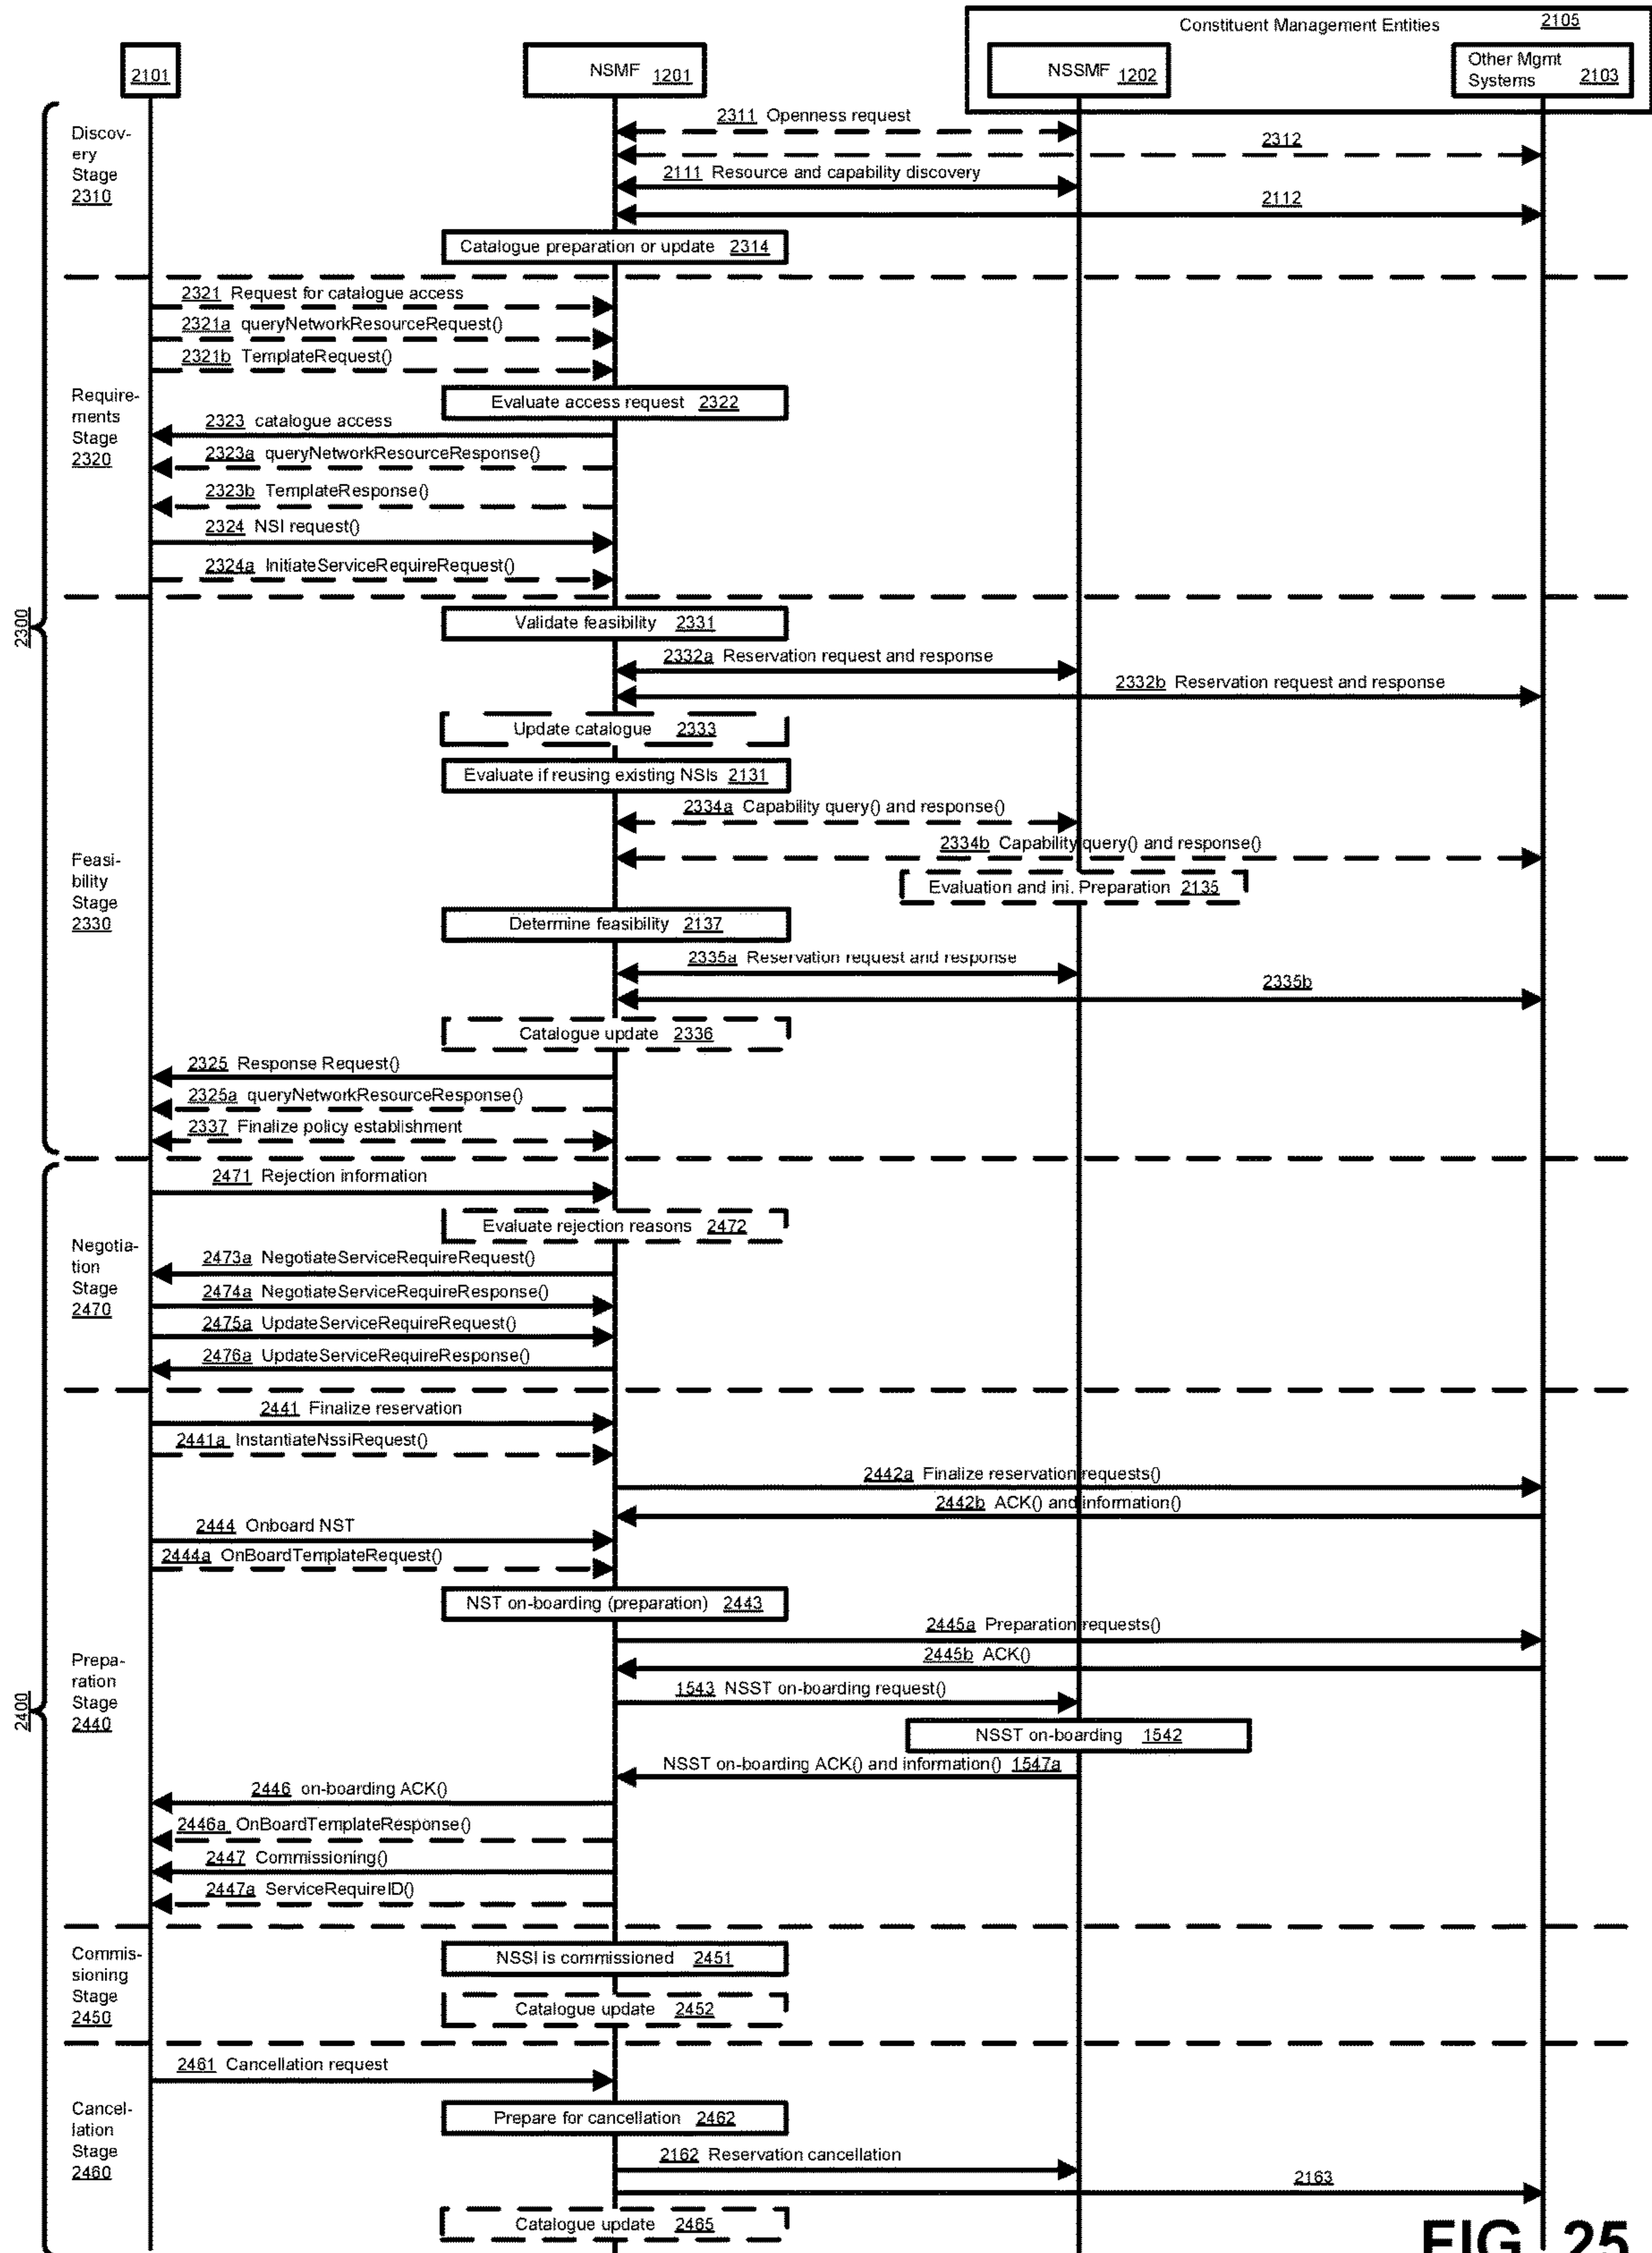 Constituent Management Entities 2105
2101
NSMF 1201
NSSMF 1202
Other Mgmt
Systems 2103
Discov-
ery
Stage
2310
2311 Openness request
2312
2111 Resource and capability discovery
2112
Catalogue preparation or update 2314
2321 Request for catalogue access
2321a queryNetworkResourceRequest()
2321b TemplateRequest()
Require-
ments
Stage
2320
Evaluate access request 2322
2323 catalogue access
2323a queryNetworkResourceResponse()
2323b TemplateResponse()
2324 NSI request()
2324a InitiateServiceRequireRequest()
2300
Validate feasibility 2331
2332a Reservation request and response
2332b Reservation request and response
Update catalogue 2333
Evaluate if reusing existing NSIs 2131
2334a Capability query() and response()
2334b Capability query() and response()
Feasi-
bility
Stage
2330
Evaluation and ini. Preparation 2135
Determine feasibility 2137
2335a Reservation request and response
2335b
Catalogue update 2336
2325 Response Request()
2325a queryNetworkResourceResponse()
2337 Finalize policy establishment
2471 Rejection information
Evaluate rejection reasons 2472
Negotia-
tion
Stage
2470
2473a NegotiateServiceRequireRequest()
2474a NegotiateServiceRequireResponse()
2475a UpdateServiceRequireRequest()
2476a UpdateServiceRequireResponse()
2441 Finalize reservation
2441a InstantiateNssiRequest()
2442a Finalize reservation requests()
2442b ACK() and information()
2444 Onboard NST
2444a OnBoardTemplateRequest()
NST on-boarding (preparation) 2443
2445a Preparation requests()
2445b ACK()
Prepa-
ration
Stage
2440
2400
1543 NSST on-boarding request()
NSST on-boarding 1542
NSST on-boarding ACK() and information() 1547a
2446 on-boarding ACK()
2446a OnBoardTemplateResponse()
2447 Commissioning()
2447a ServiceRequireID()
Commis-
sioning
Stage
2450
NSSI is commissioned 2451
Catalogue update 2452
2461 Cancellation request
Cancel-
lation
Stage
2460
Prepare for cancellation 2462
2162 Reservation cancellation
2163
Catalogue update 2465
FIG. 25